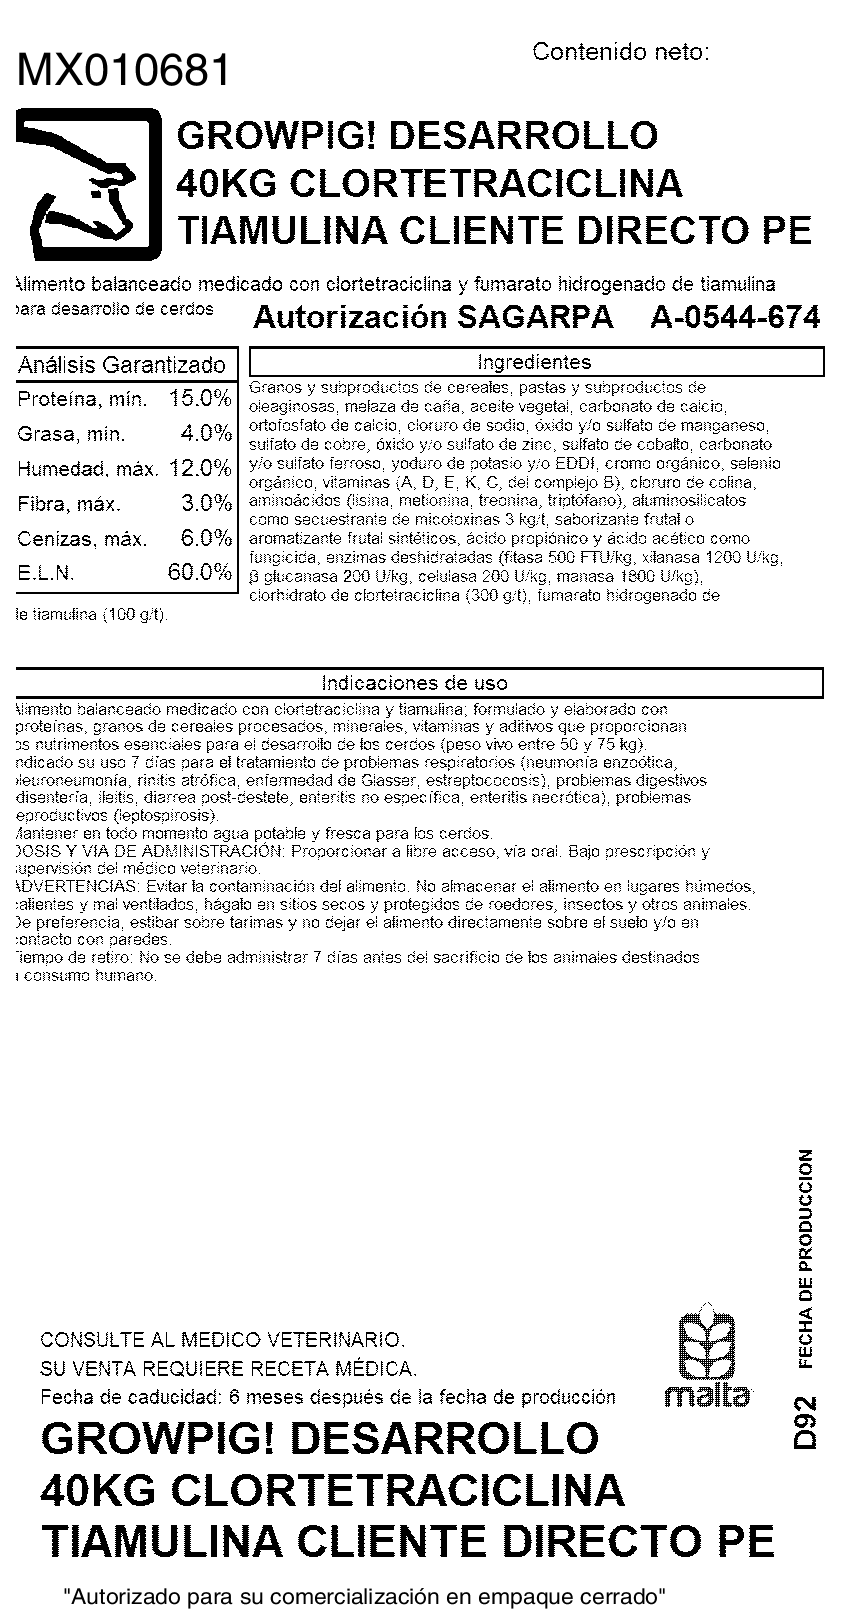 Contenido neto:
MX010681
GROWPIG! DESARROLLO
40KG CLORTETRACICLINA
TIAMULINA CLIENTE DIRECTO PE
Alimento balanceado medicado con clortetraciclina y fumarato hidrogenado de tiamulina
para desarrollo de cerdos
Autorización SAGARPA A-0544-674
Análisis Garantizado
Proteína, mín. 15.0%
Grasa, mín. 4.0%
Humedad, máx. 12.0%
Fibra, máx. 3.0%
Cenizas, máx. 6.0%
E.L.N. 60.0%
Ingredientes
Granos y subproductos de cereales, pastas y subproductos de
oleaginosas, melaza de caña, aceite vegetal, carbonato de calcio,
ortofosfato de calcio, cloruro de sodio, óxido y/o sulfato de manganeso,
sulfato de cobre, óxido y/o sulfato de zinc, sulfato de cobalto, carbonato
y/o sulfato ferroso, yoduro de potasio y/o EDDI, cromo orgánico, selenio
orgánico, vitaminas (A, D, E, K, C, del complejo B), cloruro de colina,
aminoácidos (lisina, metionina, treonina, triptófano), aluminosilicatos
como secuestrante de micotoxinas 3 kg/t, saborizante frutal o
aromatizante frutal sintéticos, ácido propiónico y ácido acético como
fungicida, enzimas deshidratadas (fitasa 500 FTU/kg, xilanasa 1200 U/kg,
β glucanasa 200 U/kg, celulasa 200 U/kg, manasa 1800 U/kg),
clorhidrato de clortetraciclina (300 g/t), fumarato hidrogenado de
de tiamulina (100 g/t).
Indicaciones de uso
Alimento balanceado medicado con clortetraciclina y tiamulina; formulado y elaborado con
proteínas, granos de cereales procesados, minerales, vitaminas y aditivos que proporcionan
os nutrimentos esenciales para el desarrollo de los cerdos (peso vivo entre 50 y 75 kg).
ndicado su uso 7 días para el tratamiento de problemas respiratorios (neumonía enzoótica,
pleuroneumonía, rinitis atrófica, enfermedad de Glasser, estreptococosis), problemas digestivos
disentería, ileitis, diarrea post-destete, enteritis no específica, enteritis necrótica), problemas
eproductivos (leptospirosis).
Mantener en todo momento agua potable y fresca para los cerdos.
DOSIS Y VIA DE ADMINISTRACIÓN: Proporcionar a libre acceso, vía oral. Bajo prescripción y
supervisión del médico veterinario.
ADVERTENCIAS: Evitar la contaminación del alimento. No almacenar el alimento en lugares húmedos,
calientes y mal ventilados, hágalo en sitios secos y protegidos de roedores, insectos y otros animales.
De preferencia, estibar sobre tarimas y no dejar el alimento directamente sobre el suelo y/o en
contacto con paredes.
Tiempo de retiro: No se debe administrar 7 días antes del sacrificio de los animales destinados
a consumo humano.
D92 FECHA DE PRODUCCION
CONSULTE AL MEDICO VETERINARIO.
SU VENTA REQUIERE RECETA MÉDICA.
Fecha de caducidad: 6 meses después de la fecha de producción
malta
GROWPIG! DESARROLLO
40KG CLORTETRACICLINA
TIAMULINA CLIENTE DIRECTO PE
"Autorizado para su comercialización en empaque cerrado"